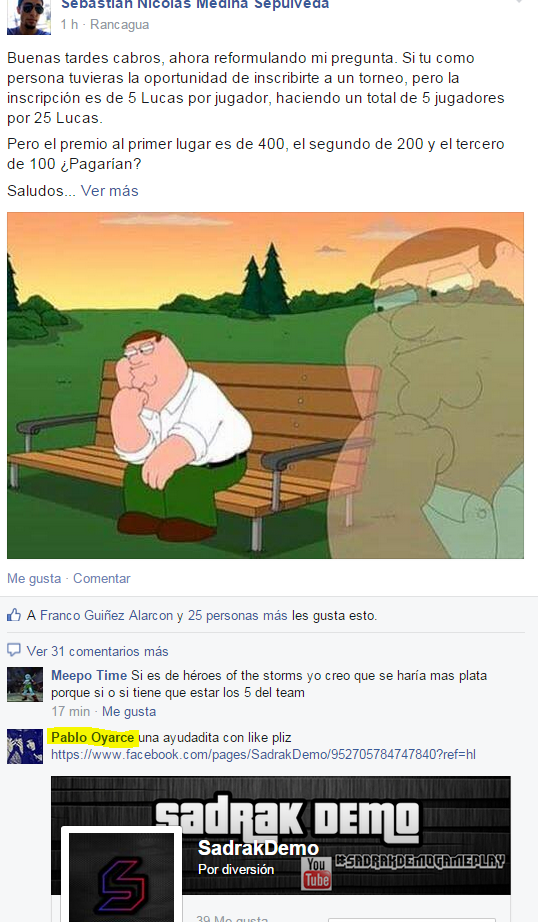 Sebastián Nicolás Medina Sepúlveda
1 h · Rancagua
Buenas tardes cabros, ahora reformulando mi pregunta. Si tu como
persona tuvieras la oportunidad de inscribirte a un torneo, pero la
inscripción es de 5 Lucas por jugador, haciendo un total de 5 jugadores
por 25 Lucas.
Pero el premio al primer lugar es de 400, el segundo de 200 y el tercero
de 100 ¿Pagarían?
Saludos... Ver más
Me gusta · Comentar
A Franco Guiñez Alarcon y 25 personas más les gusta esto.
Ver 31 comentarios más
Meepo Time Si es de héroes of the storms yo creo que se haría mas plata
porque si o si tiene que estar los 5 del team
17 min · Me gusta
Pablo Oyarce una ayudadita con like pliz
https://www.facebook.com/pages/SadrakDemo/952705784747840?ref=hl
SADRAK DEMO
SadrakDemo
Por diversión
You
Tube
#SADRAKDEMOGAMEPLAY
39 Me gusta